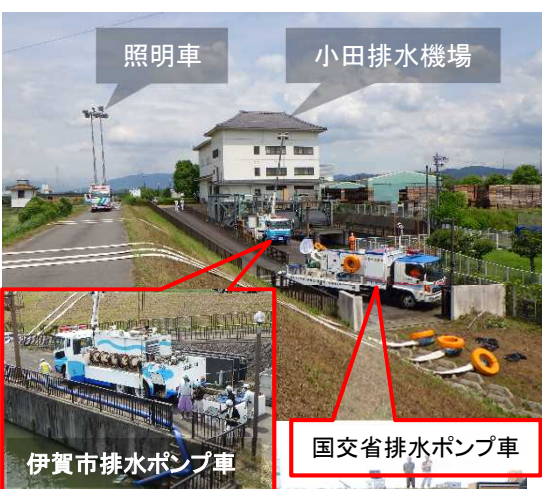 照明車
小田排水機場
伊賀市排水ポンプ車
国交省排水ポンプ車